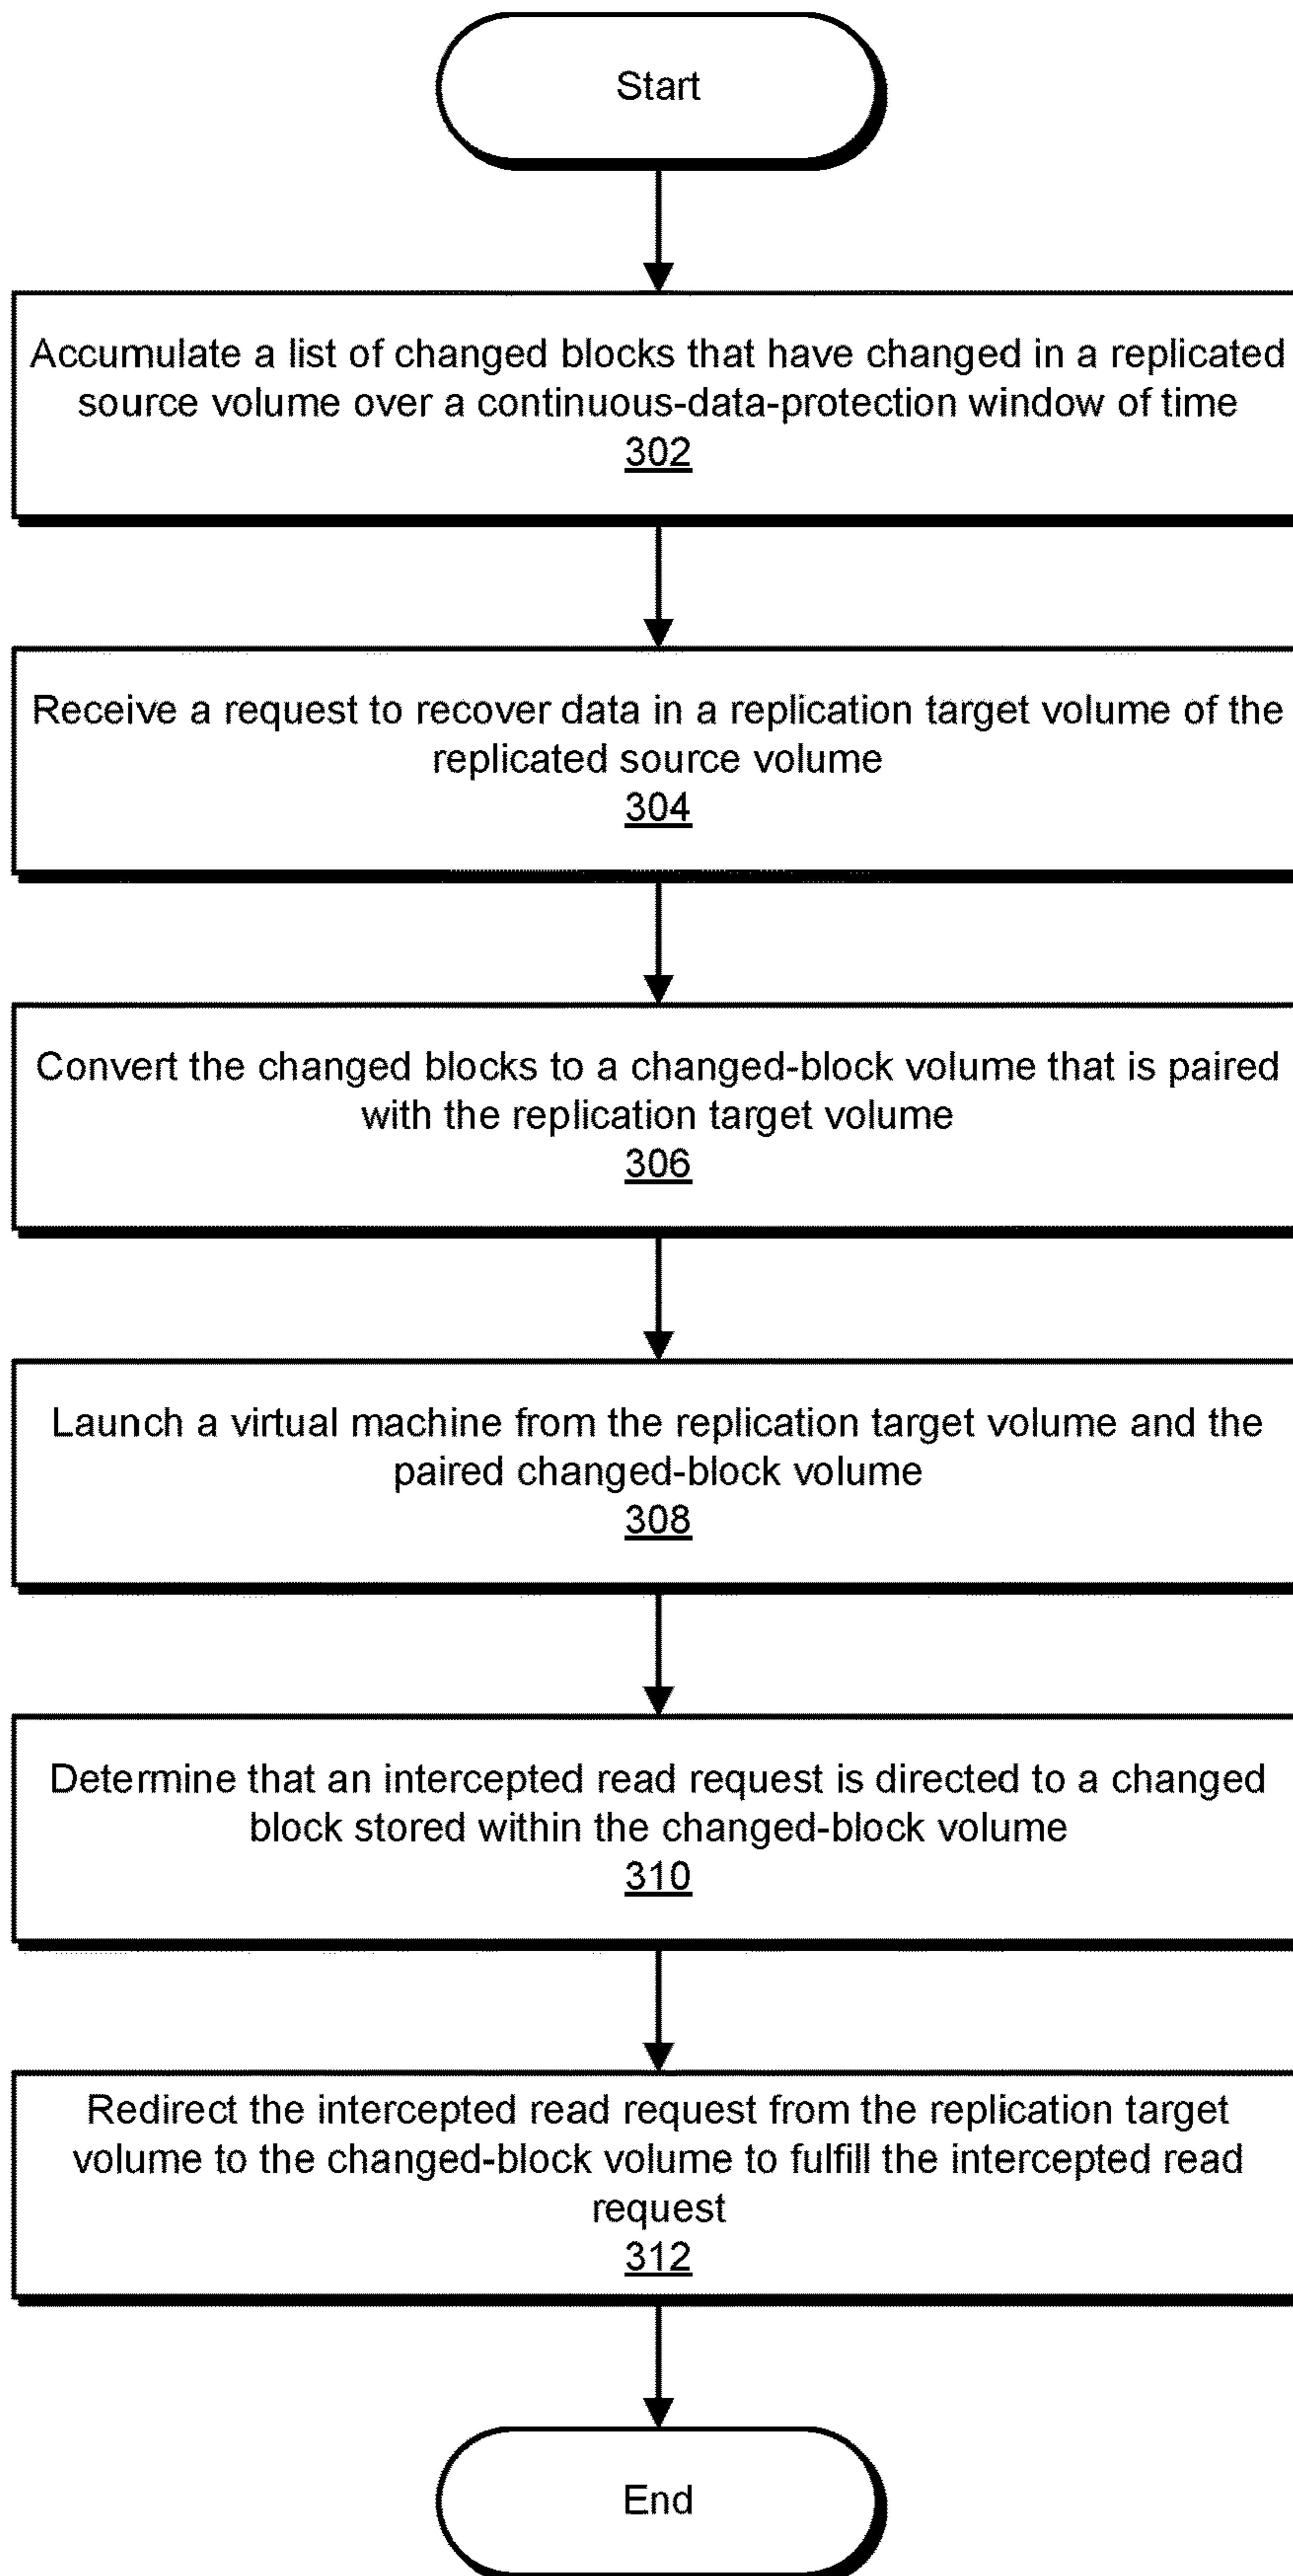 Start
Accumulate a list of changed blocks that have changed in a replicated
source volume over a continuous-data-protection window of time
302
Receive a request to recover data in a replication target volume of the
replicated source volume
304
Convert the changed blocks to a changed-block volume that is paired
with the replication target volume
306
Launch a virtual machine from the replication target volume and the
paired changed-block volume
308
Determine that an intercepted read request is directed to a changed
block stored within the changed-block volume
310
Redirect the intercepted read request from the replication target
volume to the changed-block volume to fulfill the intercepted read
request
312
End